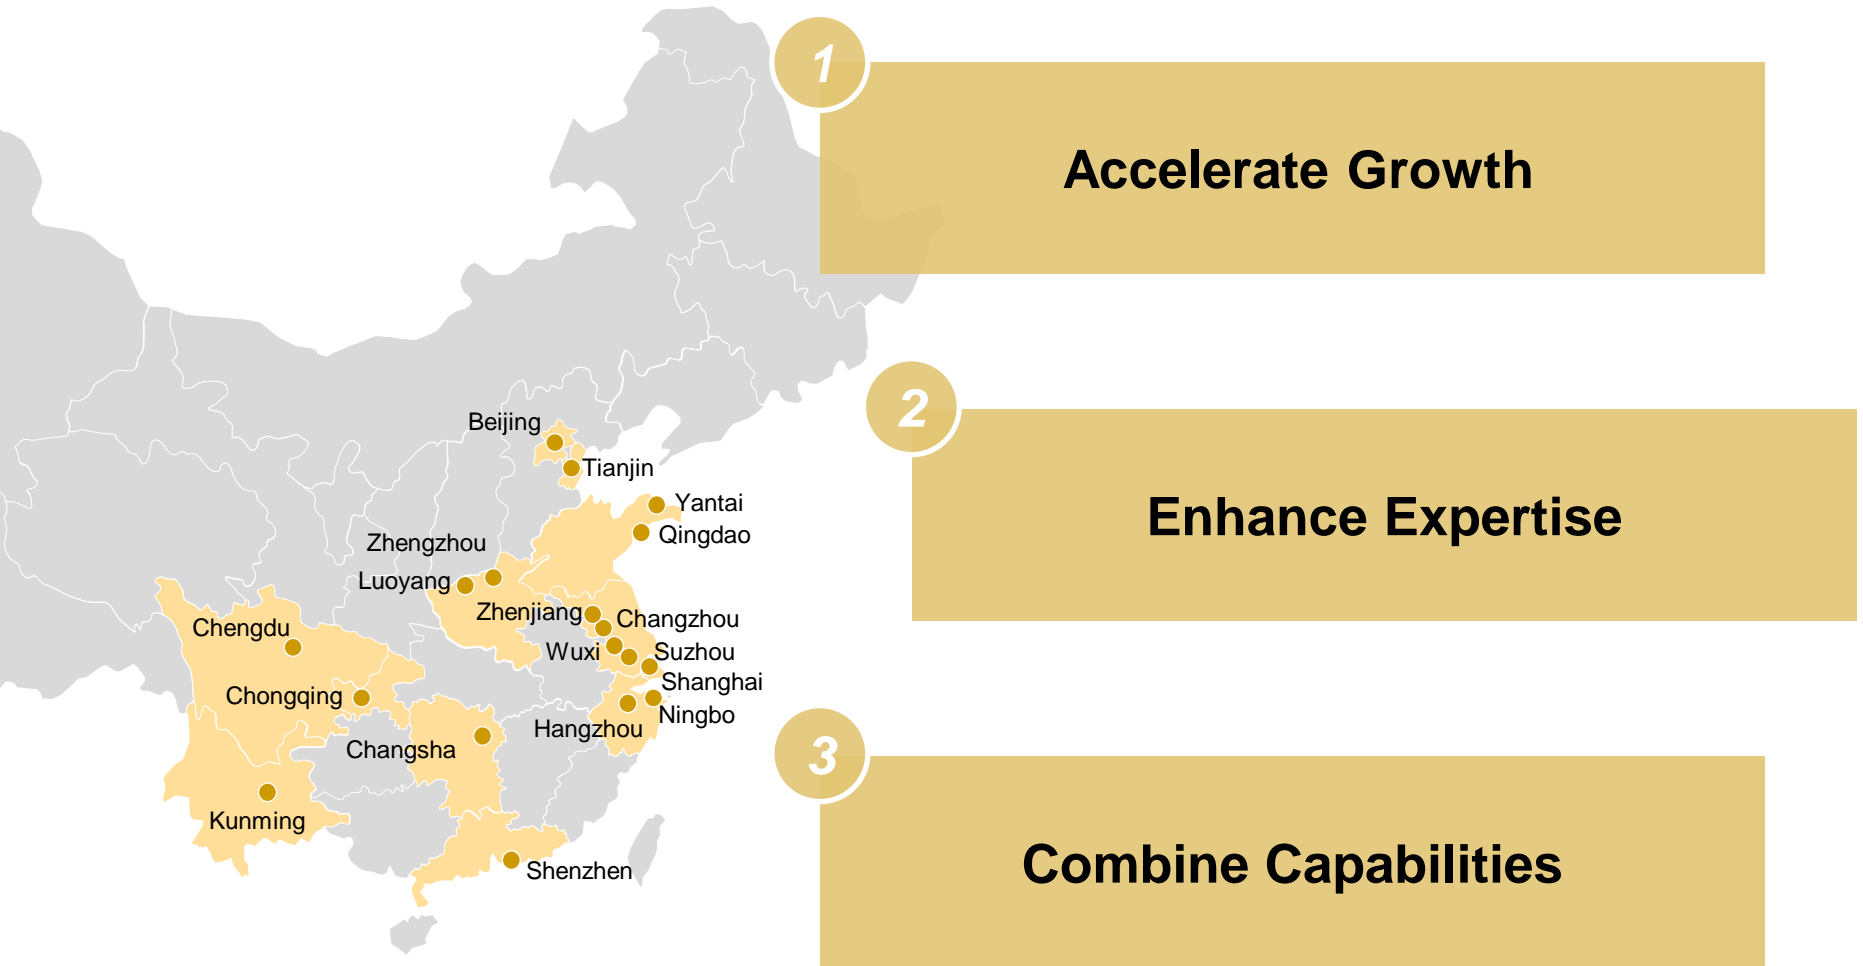 1
Accelerate Growth
2
Enhance Expertise
3
Combine Capabilities
Beijing
Tianjin
Yantai
Qingdao
Zhengzhou
Luoyang
Zhenjiang
Changzhou
Chengdu
Wuxi
Suzhou
Shanghai
Chongqing
Ningbo
Hangzhou
Changsha
Kunming
Shenzhen